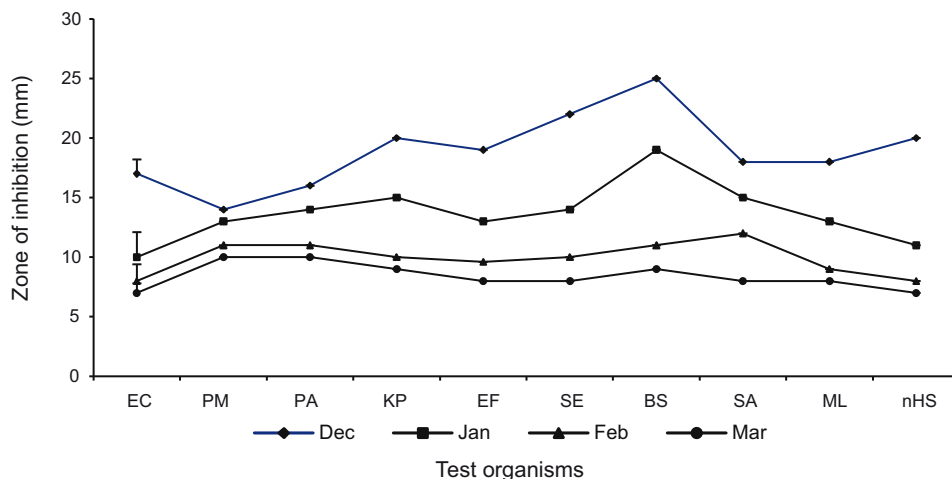 Zone of inhibition (mm)
30
25
20
15
10
5
0
EC PM PA KP EF SE BS SA ML nHS
Dec Jan Feb Mar
Test organisms